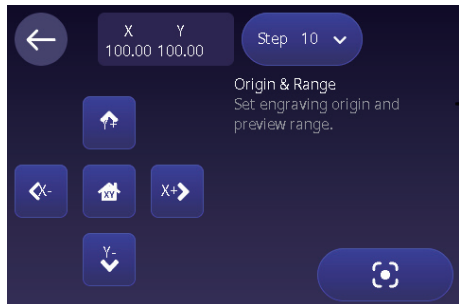 X Y
100.00 100.00
Step 10
Origin & Range
Set engraving origin and
preview range.
Y+
X-
XY
X+
Y-